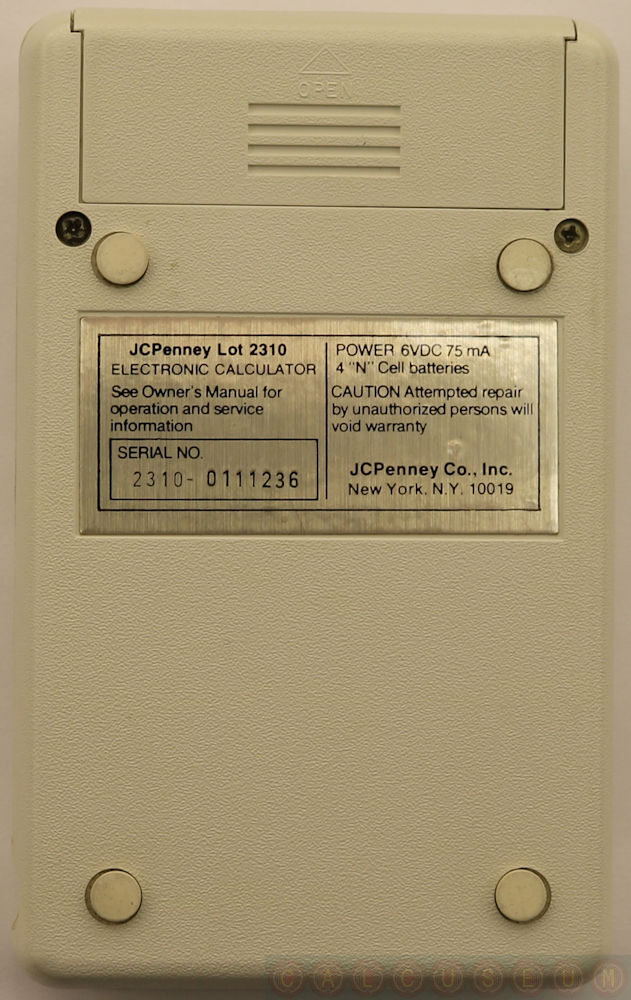 OPEN
JCPenney Lot 2310
ELECTRONIC CALCULATOR
See Owner's Manual for
operation and service
information
SERIAL NO.
2310- 0111236
POWER 6VDC 75 mA
4 "N" Cell batteries
CAUTION Attempted repair
by unauthorized persons will
void warranty
JCPenney Co., Inc.
New York, N.Y. 10019
CALCUSEUM